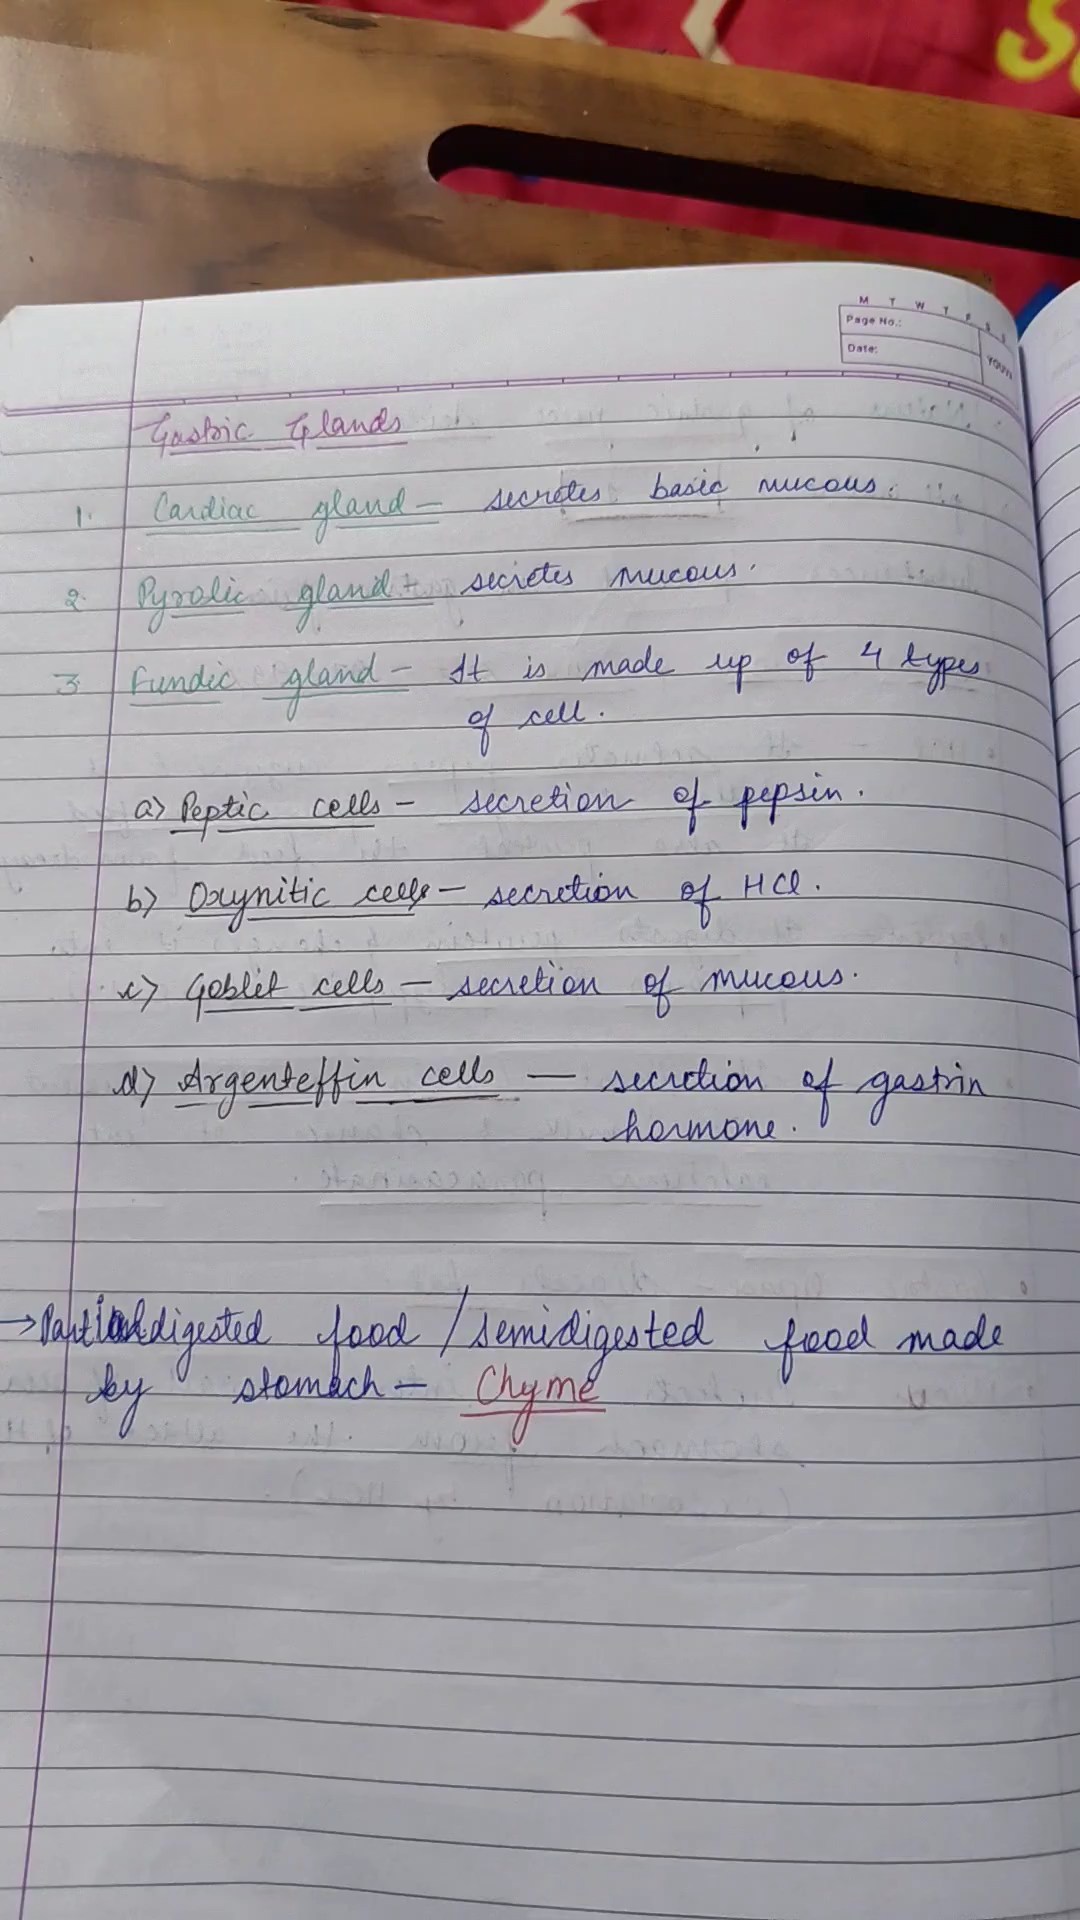 M T W T F S S
Page No.:
Date:
YOUVA
Gastric Glands
1. Cardiac gland – secretes basic mucous.
2. Pyrolic gland – secretes mucous.
3. Fundic gland – It is made up of 4 types
of cell.
a) Peptic cells – secretion of pepsin.
b) Oxynitic cells – secretion of HCl.
c) Goblet cells – secretion of mucous.
d) Argenteffin cells – secretion of gastrin
hormone.
→ Partial digested food / semidigested food made
by stomach – Chyme